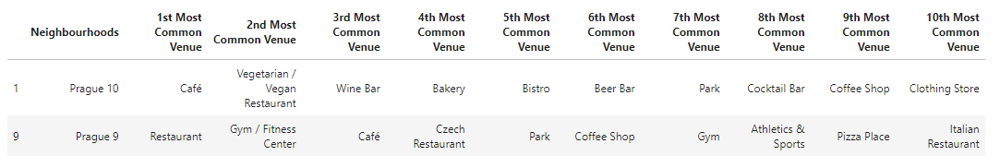 Neighbourhoods 1st Most Common Venue 2nd Most Common Venue 3rd Most Common Venue 4th Most Common Venue 5th Most Common Venue 6th Most Common Venue 7th Most Common Venue 8th Most Common Venue 9th Most Common Venue 10th Most Common Venue
1 Prague 10 Café Vegetarian / Vegan Restaurant Wine Bar Bakery Bistro Beer Bar Park Cocktail Bar Coffee Shop Clothing Store
9 Prague 9 Restaurant Gym / Fitness Center Café Czech Restaurant Park Coffee Shop Gym Athletics & Sports Pizza Place Italian Restaurant